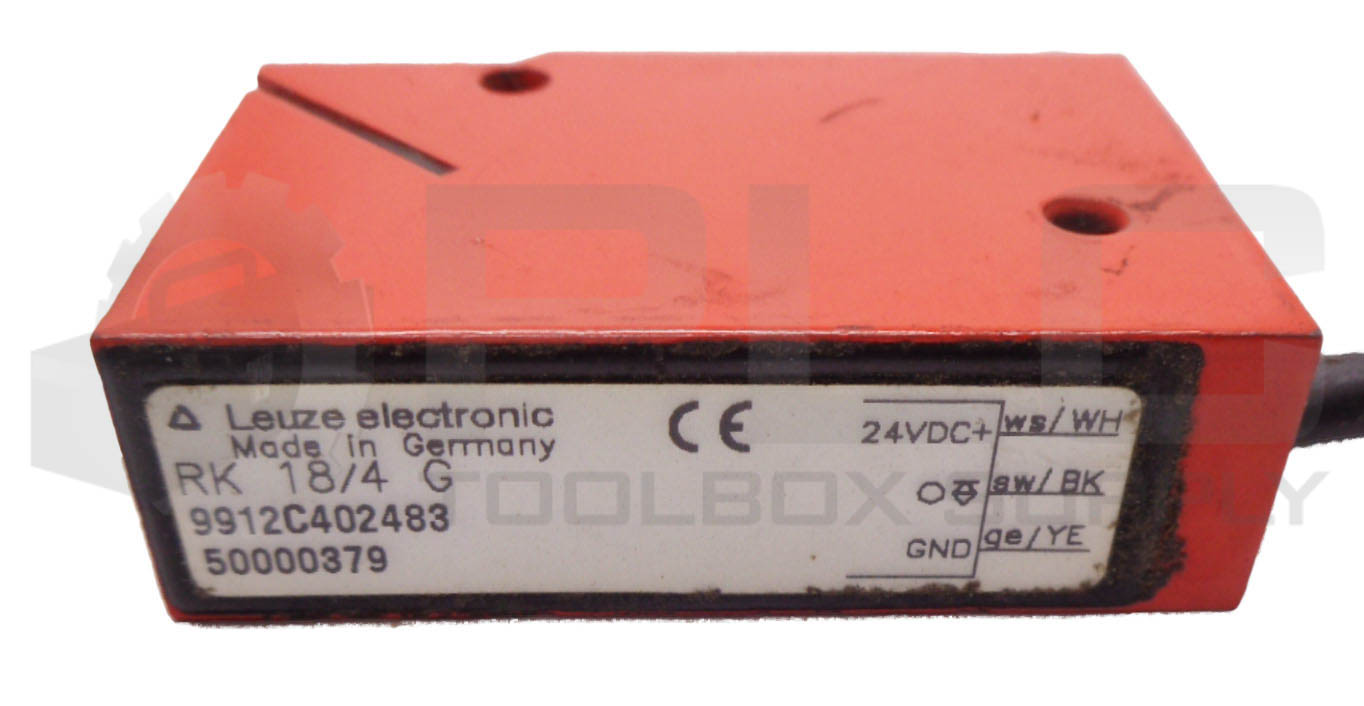 Leuze electronic
Made in Germany
RK 18/4 G
9912C402483
50000379
CE
24VDC+ ws/WH
sw/BK
GND ge/YE
PLC
TOOLBOX SUPPLY